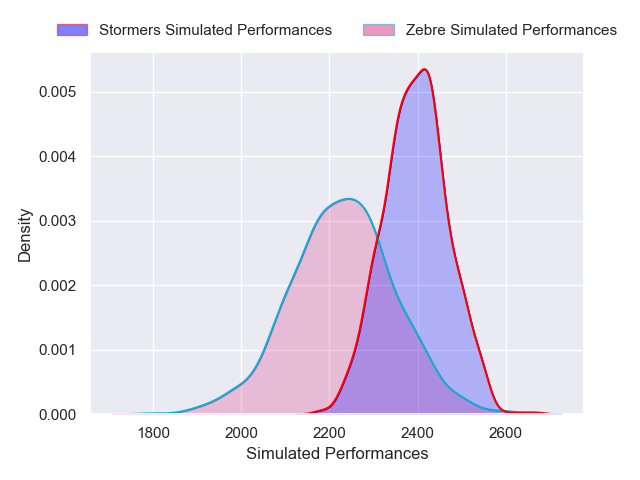 Stormers Simulated Performances Zebre Simulated Performances
0.005
0.004
0.003
0.002
0.001
0.000
Density
1800 2000 2200 2400 2600
Simulated Performances